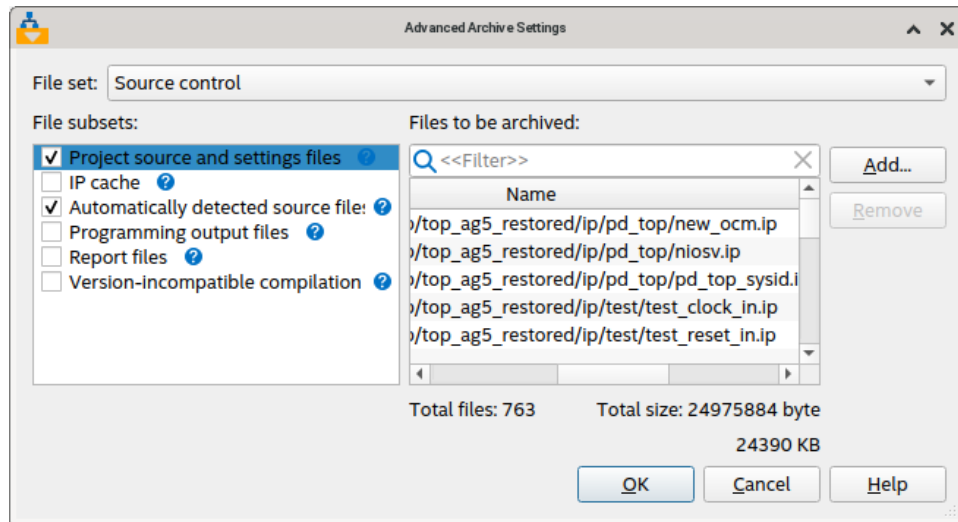 Advanced Archive Settings
File set: Source control
File subsets:
Project source and settings files
IP cache
Automatically detected source file
Programming output files
Report files
Version-incompatible compilation
Files to be archived:
<<Filter>>
Name
o/top_ag5_restored/ip/pd_top/new_ocm.ip
o/top_ag5_restored/ip/pd_top/niosv.ip
o/top_ag5_restored/ip/pd_top/pd_top_sysid.i
o/top_ag5_restored/ip/test/test_clock_in.ip
o/top_ag5_restored/ip/test/test_reset_in.ip
Total files: 763
Total size: 24975884 byte
24390 KB
Add...
Remove
OK
Cancel
Help